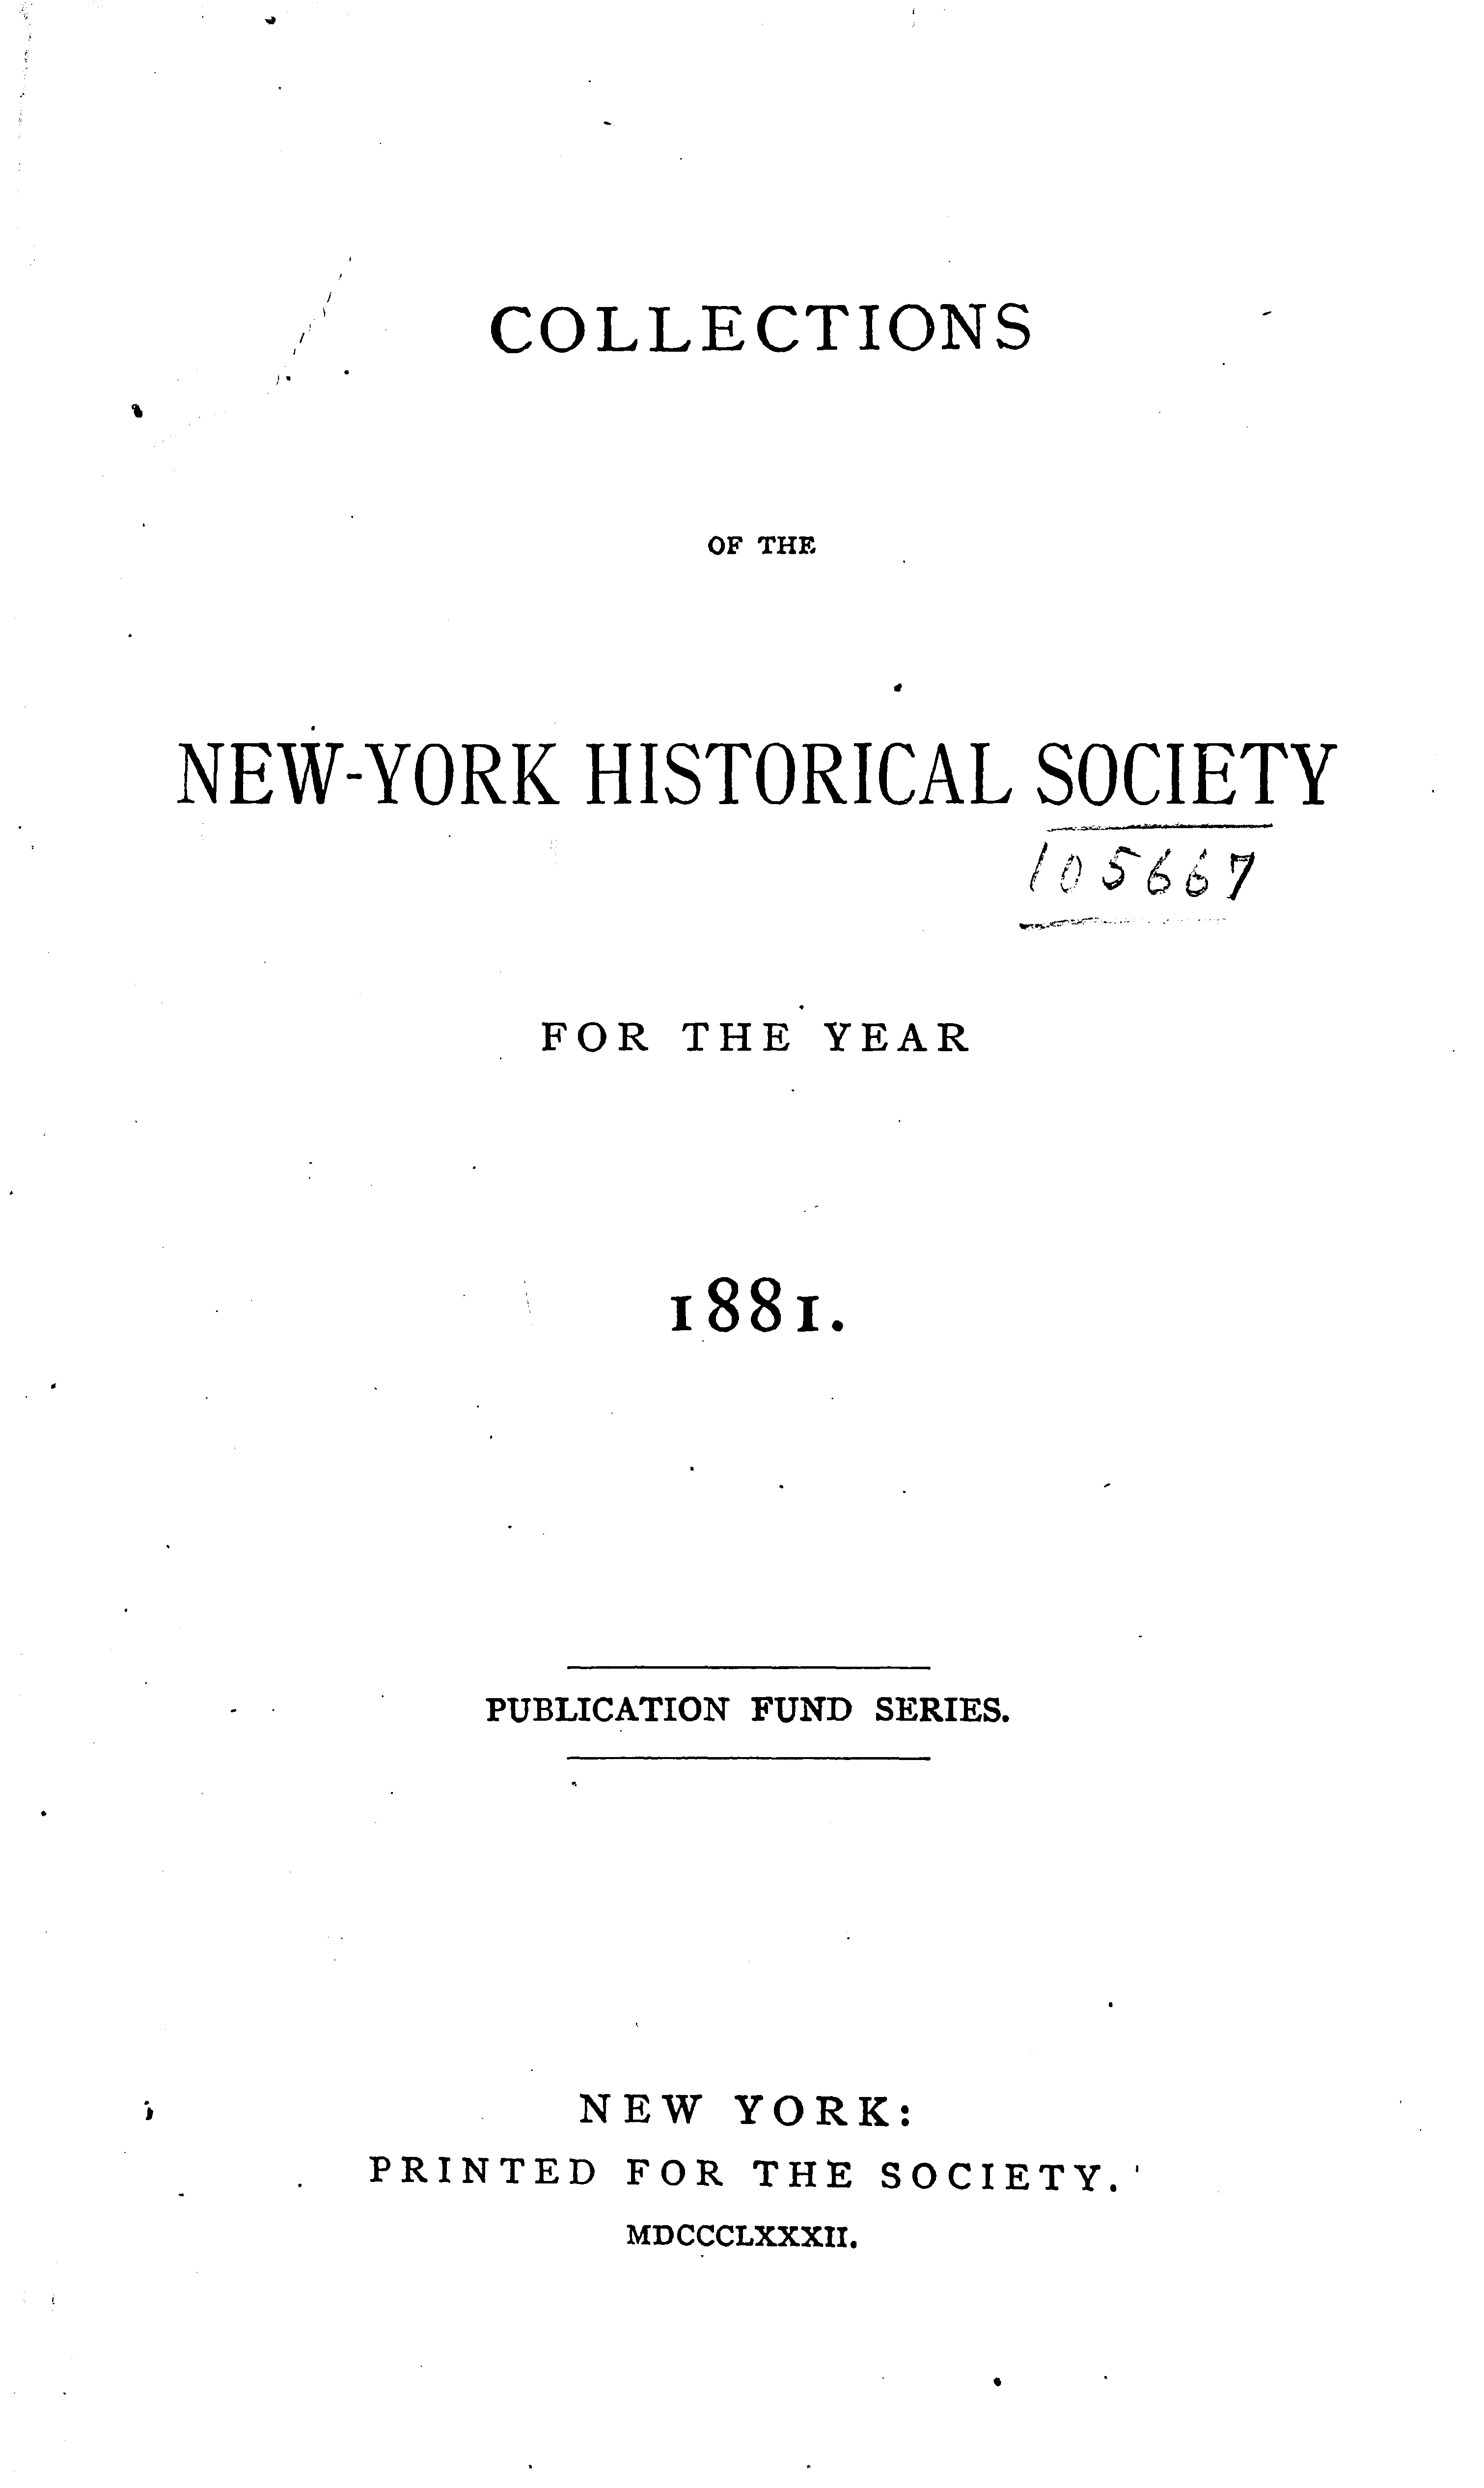 COLLECTIONS
OF THE
NEW-YORK HISTORICAL SOCIETY
105667
FOR THE YEAR
1881.
PUBLICATION FUND SERIES.
NEW YORK:
PRINTED FOR THE SOCIETY.
MDCCCLXXXII.